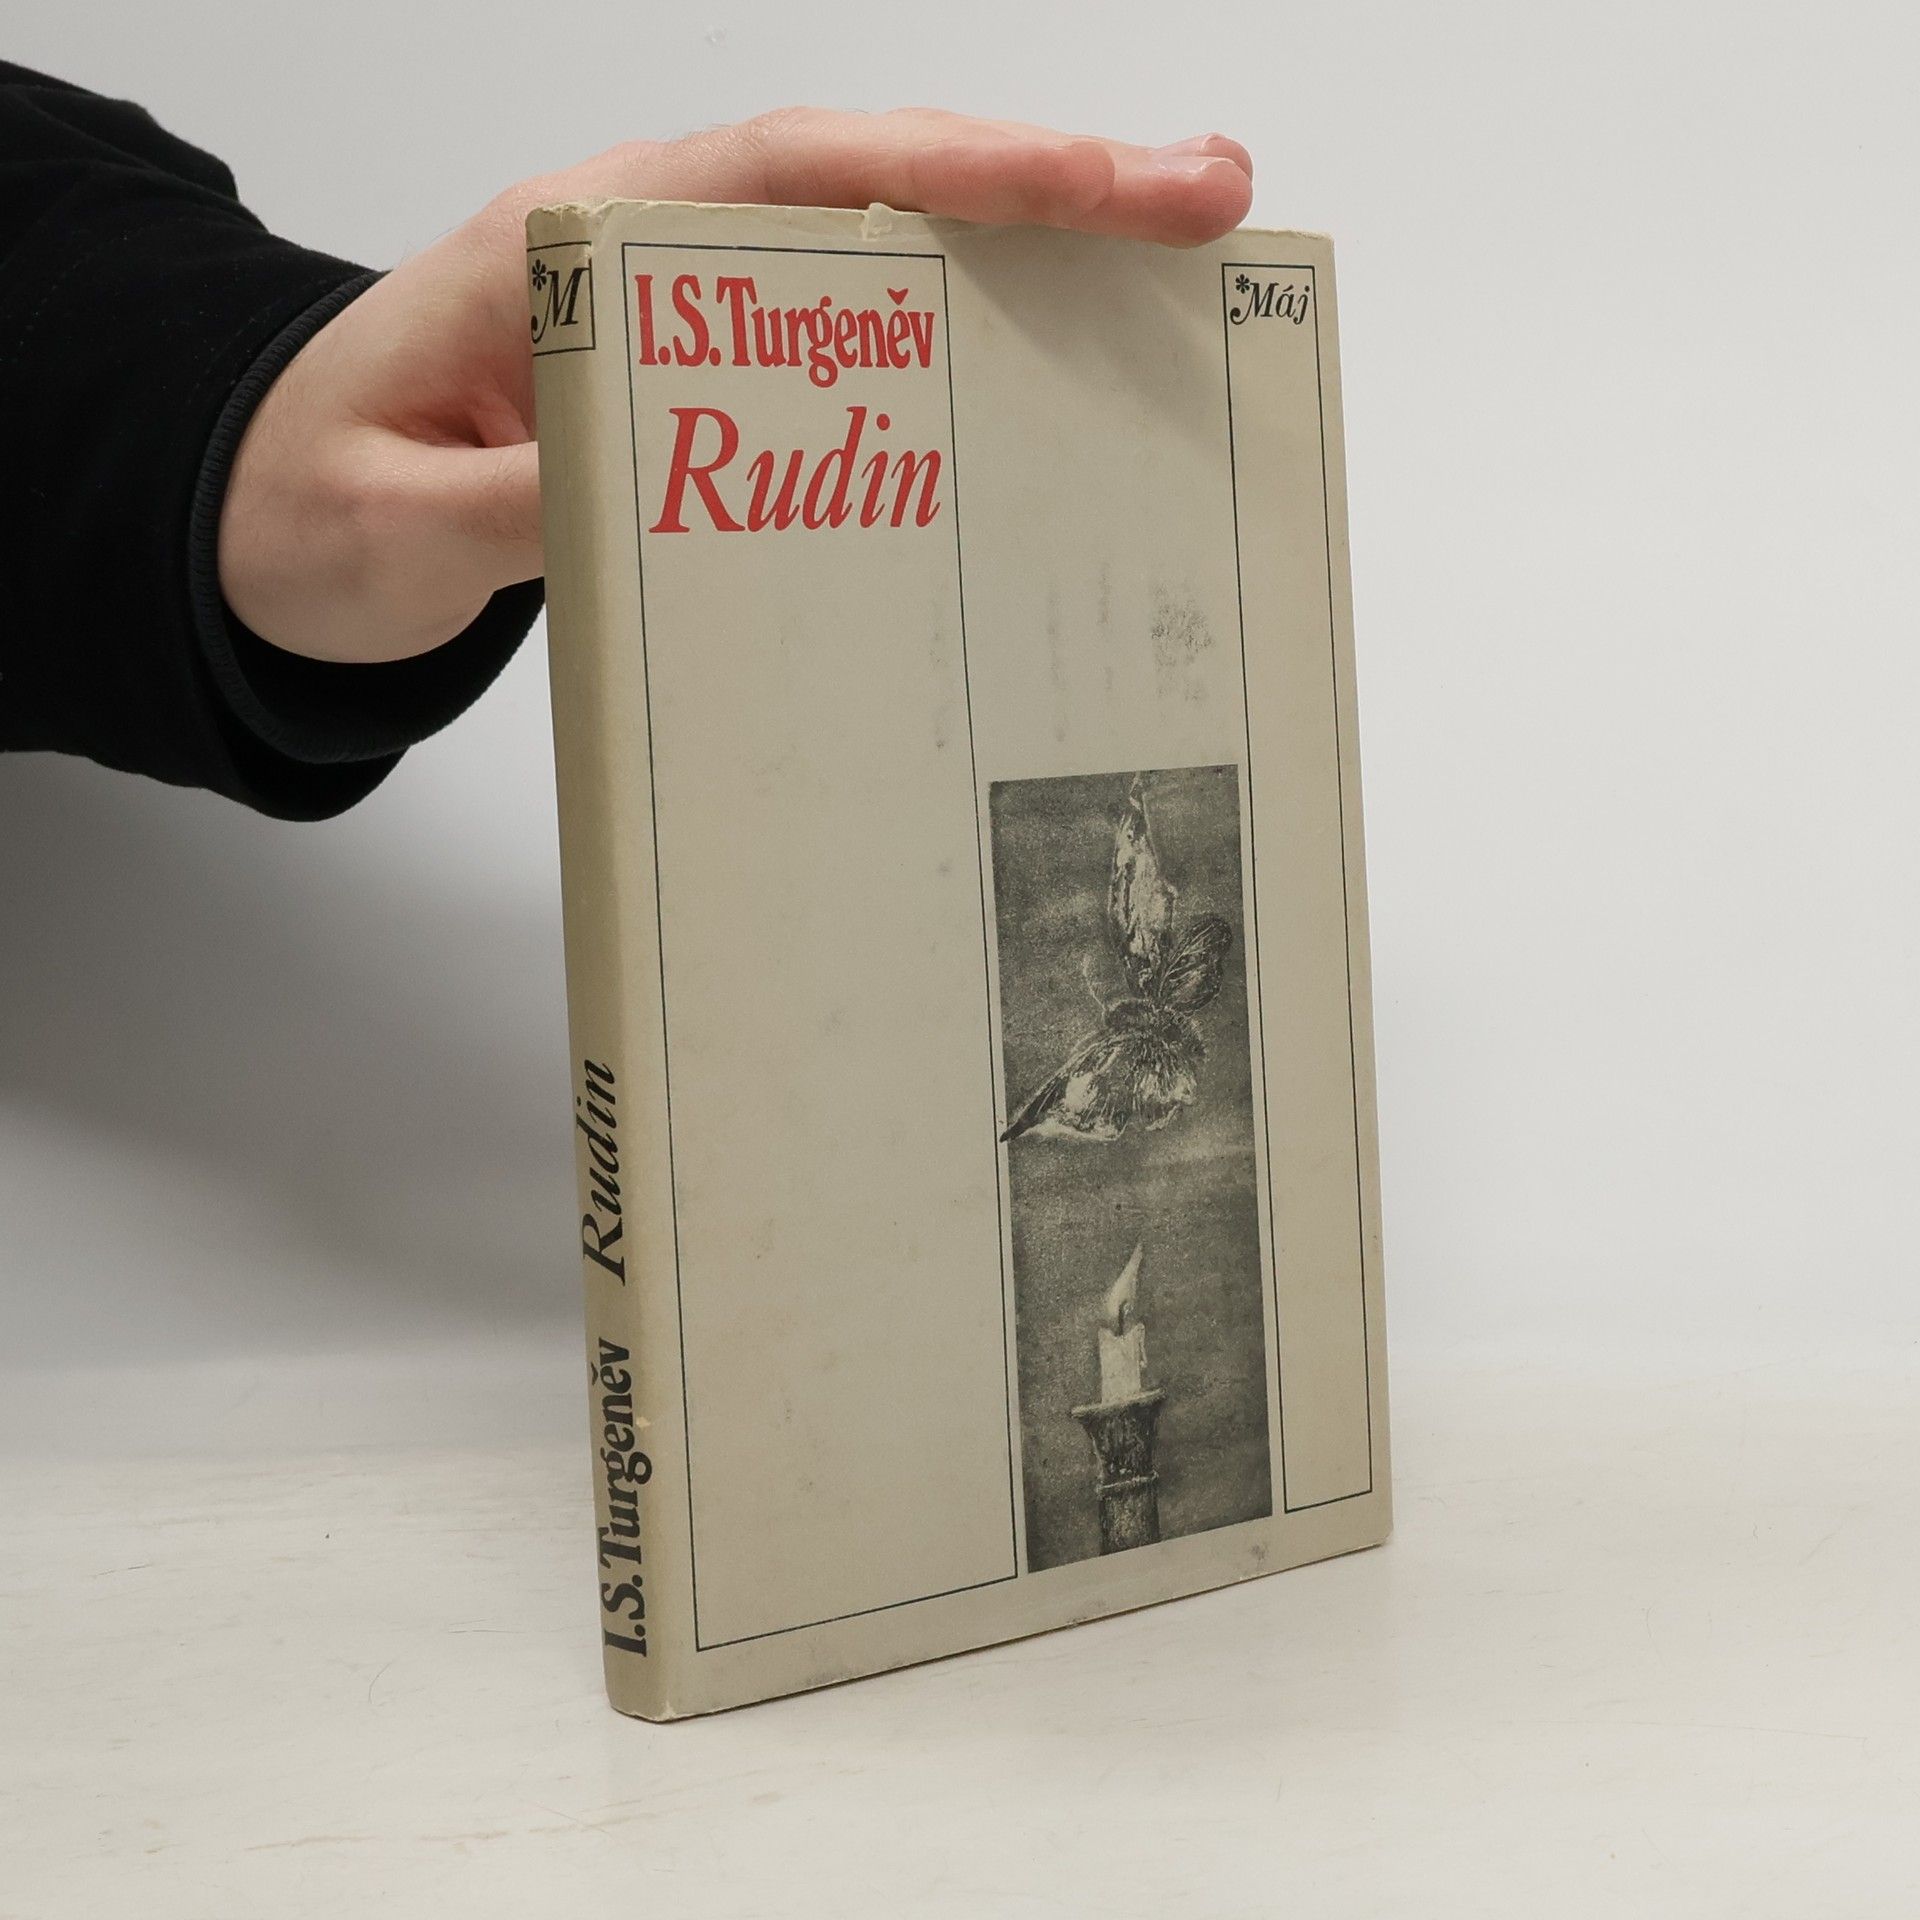 *M
I.S. Turgeněv
Rudin
*Máj
I.S. Turgeněv Rudin